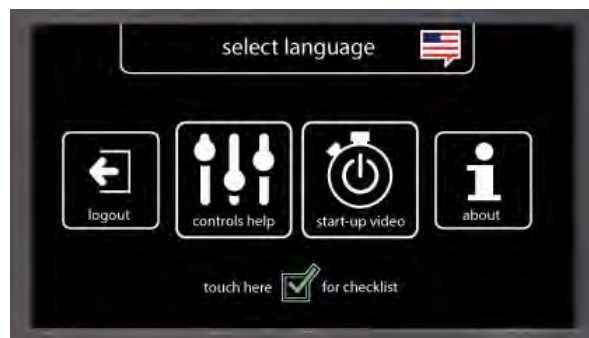 select language
logout
controls help
start-up video
about
touch here for checklist